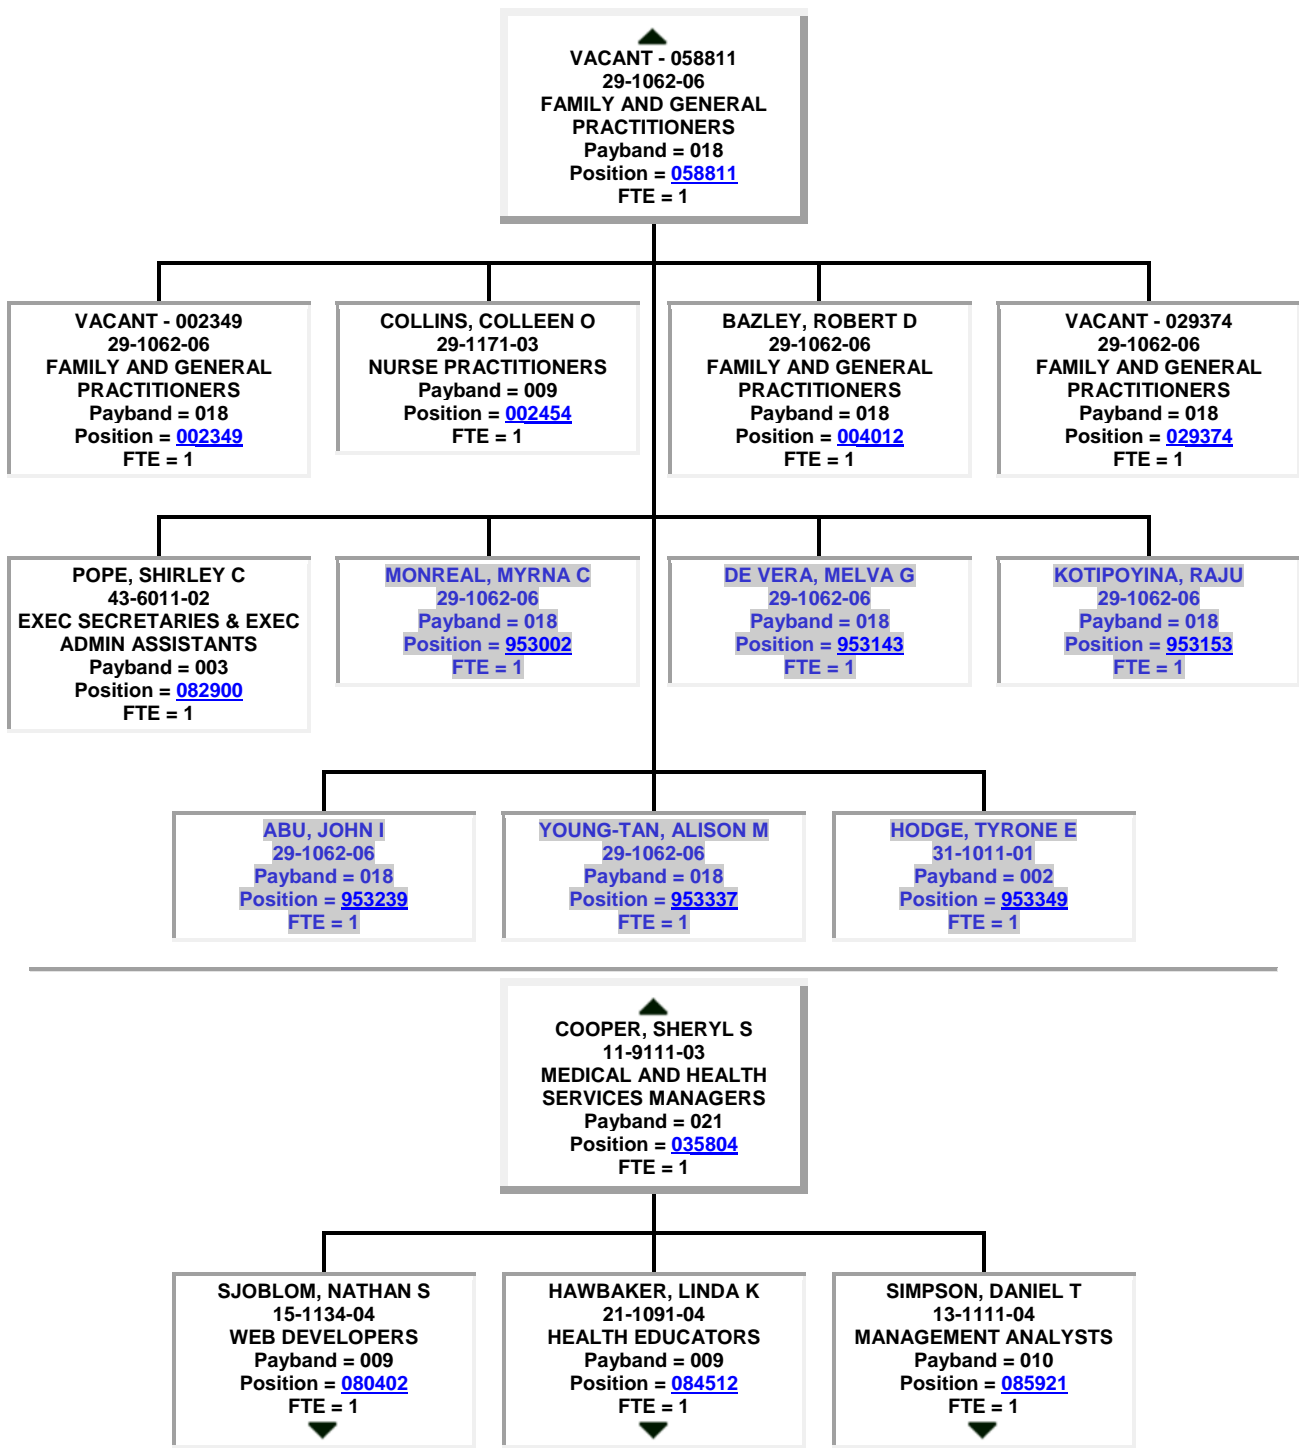 VACANT - 058811
29-1062-06
FAMILY AND GENERAL
PRACTITIONERS
Payband = 018
Position = 058811
FTE = 1
VACANT - 002349
29-1062-06
FAMILY AND GENERAL
PRACTITIONERS
Payband = 018
Position = 002349
FTE = 1
COLLINS, COLLEEN O
29-1171-03
NURSE PRACTITIONERS
Payband = 009
Position = 002454
FTE = 1
BAZLEY, ROBERT D
29-1062-06
FAMILY AND GENERAL
PRACTITIONERS
Payband = 018
Position = 004012
FTE = 1
VACANT - 029374
29-1062-06
FAMILY AND GENERAL
PRACTITIONERS
Payband = 018
Position = 029374
FTE = 1
POPE, SHIRLEY C
43-6011-02
EXEC SECRETARIES & EXEC
ADMIN ASSISTANTS
Payband = 003
Position = 082900
FTE = 1
MONREAL, MYRNA C
29-1062-06
Payband = 018
Position = 953002
FTE = 1
DE VERA, MELVA G
29-1062-06
Payband = 018
Position = 953143
FTE = 1
KOTIPOYINA, RAJU
29-1062-06
Payband = 018
Position = 953153
FTE = 1
ABU, JOHN I
29-1062-06
Payband = 018
Position = 953239
FTE = 1
YOUNG-TAN, ALISON M
29-1062-06
Payband = 018
Position = 953337
FTE = 1
HODGE, TYRONE E
31-1011-01
Payband = 002
Position = 953349
FTE = 1
COOPER, SHERYL S
11-9111-03
MEDICAL AND HEALTH
SERVICES MANAGERS
Payband = 021
Position = 035804
FTE = 1
SJOBLOM, NATHAN S
15-1134-04
WEB DEVELOPERS
Payband = 009
Position = 080402
FTE = 1
HAWBAKER, LINDA K
21-1091-04
HEALTH EDUCATORS
Payband = 009
Position = 084512
FTE = 1
SIMPSON, DANIEL T
13-1111-04
MANAGEMENT ANALYSTS
Payband = 010
Position = 085921
FTE = 1